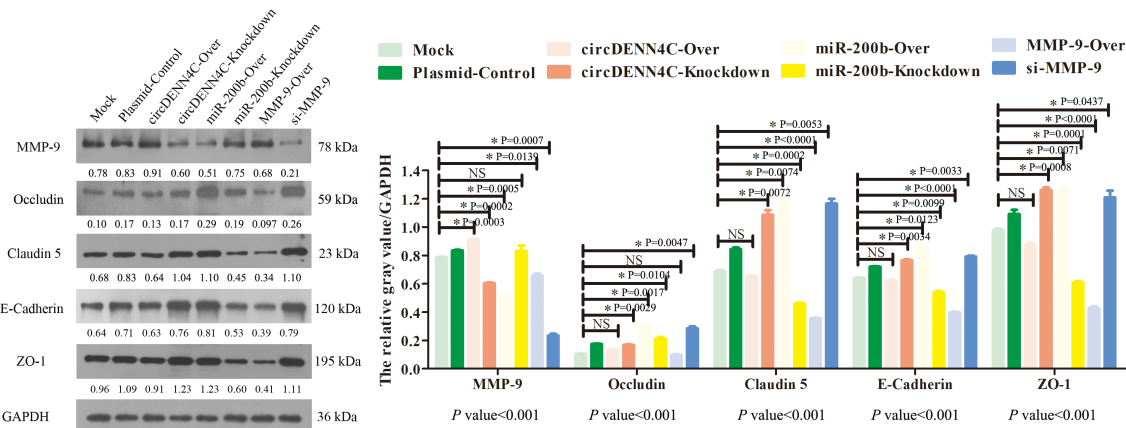 Mock
Plasmid-Control
circDENN4C-Over
circDENN4C-Knockdown
miR-200b-Over
miR-200b-Knockdown
MMP-9-Over
si-MMP-9
MMP-9 78 kDa
0.78 0.83 0.91 0.60 0.51 0.75 0.68 0.21
Occludin 59 kDa
0.10 0.17 0.13 0.17 0.29 0.19 0.097 0.26
Claudin 5 23 kDa
0.68 0.83 0.64 1.04 1.10 0.45 0.34 1.10
E-Cadherin 120 kDa
0.64 0.71 0.63 0.76 0.81 0.53 0.39 0.79
ZO-1 195 kDa
0.96 1.09 0.91 1.23 1.23 0.60 0.41 1.11
GAPDH 36 kDa
Mock circDENN4C-Over miR-200b-Over MMP-9-Over
Plasmid-Control circDENN4C-Knockdown miR-200b-Knockdown si-MMP-9
The relative gray value/GAPDH
1.4
1.2
1.0
0.8
0.6
0.4
0.2
0.0
* P=0.0007
* P=0.0139
NS
* P=0.0005
* P=0.0002
* P=0.0003
* P=0.0047
NS
* P=0.0104
* P=0.0017
* P=0.0029
NS
* P=0.0053
* P<0.0001
* P=0.0002
* P=0.0074
* P=0.0072
NS
* P=0.0033
* P<0.0001
* P=0.0099
* P=0.0123
* P=0.0034
NS
* P=0.0437
* P<0.0001
* P=0.0001
* P=0.0071
* P=0.0008
NS
MMP-9 Occludin Claudin 5 E-Cadherin ZO-1
P value<0.001 P value<0.001 P value<0.001 P value<0.001 P value<0.001